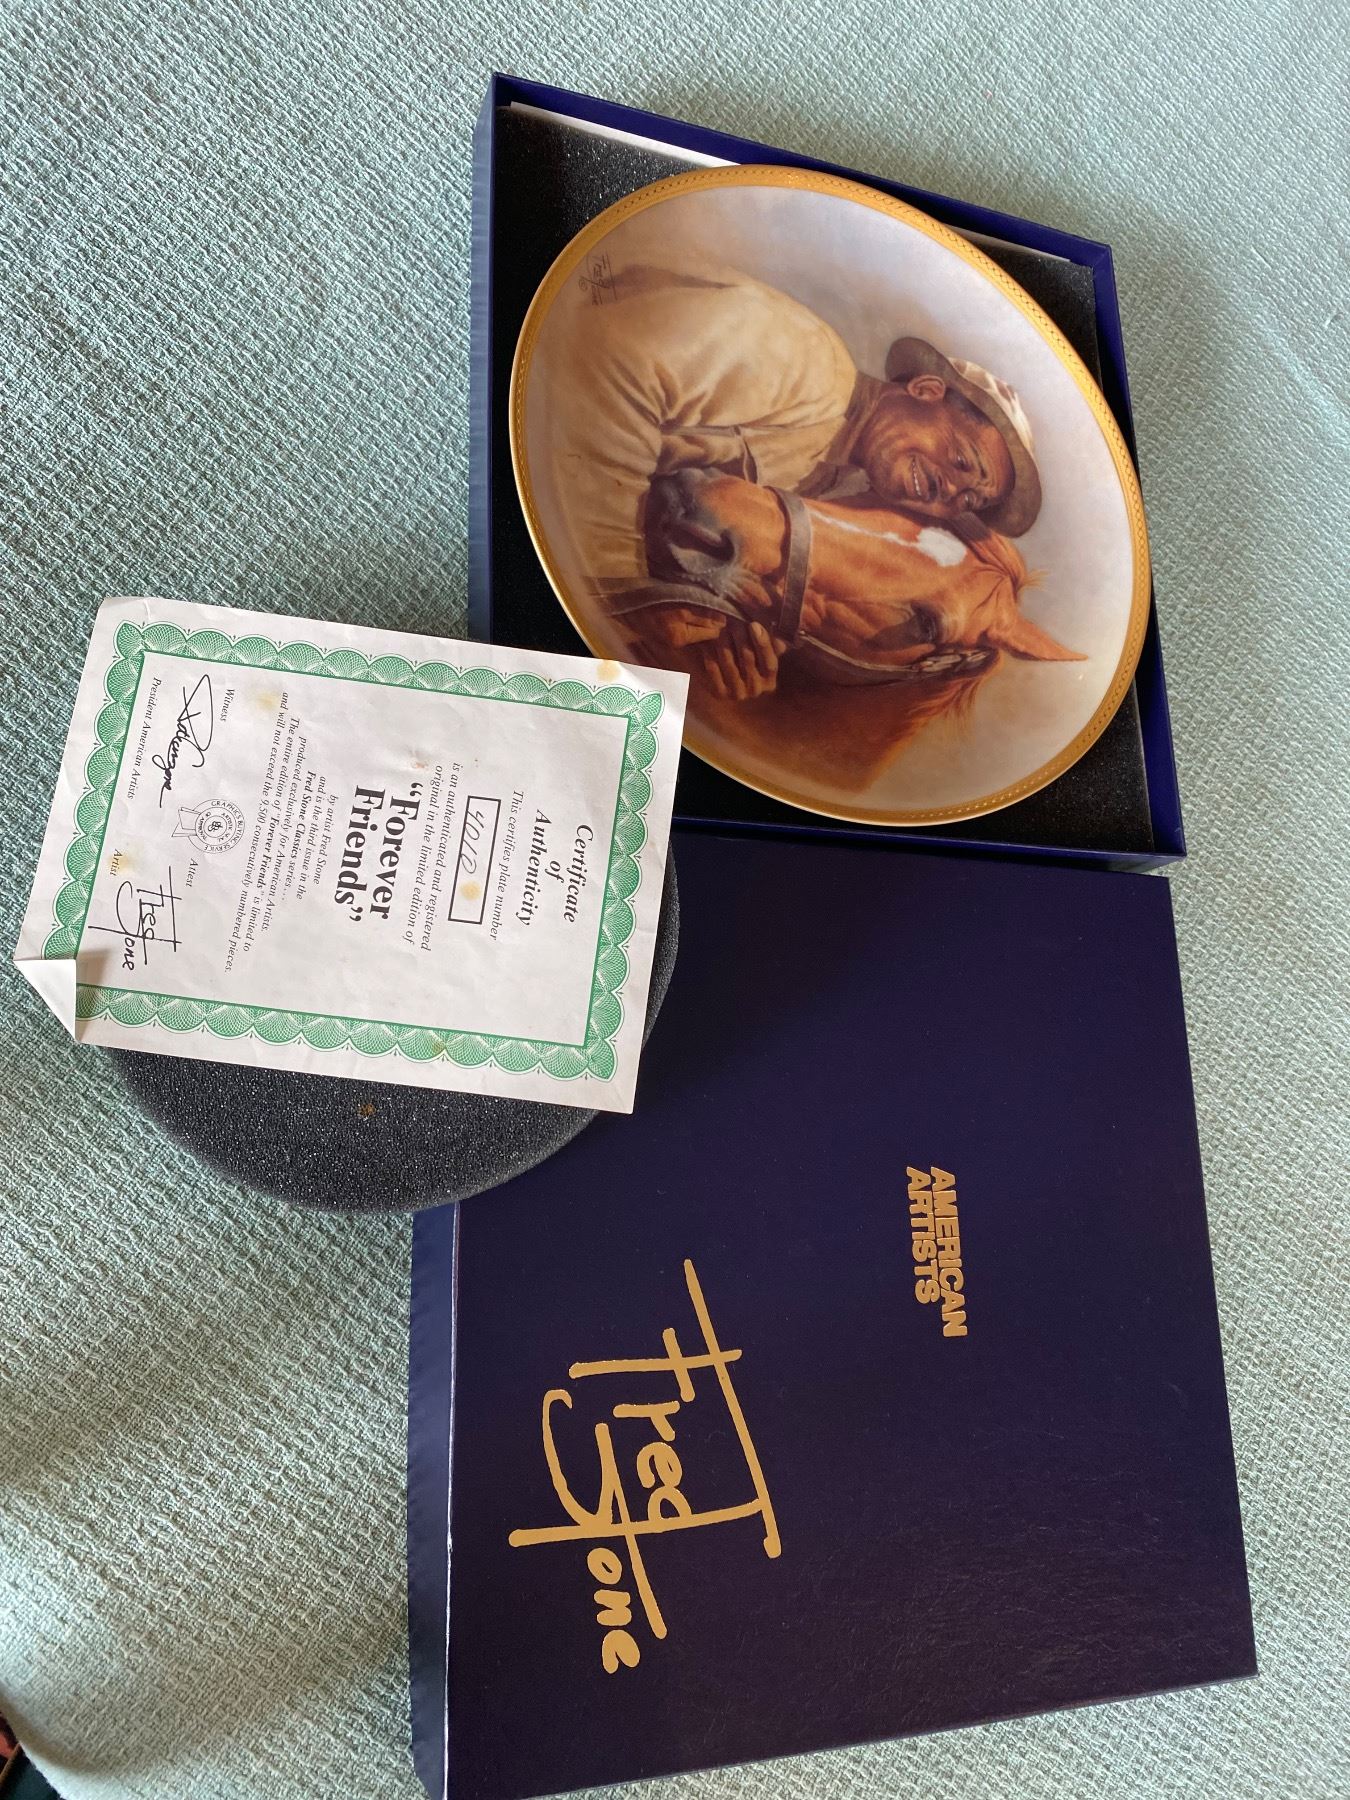 Fred Stone ©
Certificate
of
Authenticity
This certifies plate number
4010
is an authenticated and registered
original in the limited edition of
“Forever
Friends”
by artist Fred Stone
and is the third issue in the
Fred Stone Classics series...
produced exclusively for American Artists.
The entire edition of "Forever Friends" is limited to
and will not exceed the 9,500 consecutively numbered pieces.
Witness
Attest
Fred Stone
President American Artists
Artist
AMERICAN
ARTISTS
Fred Stone